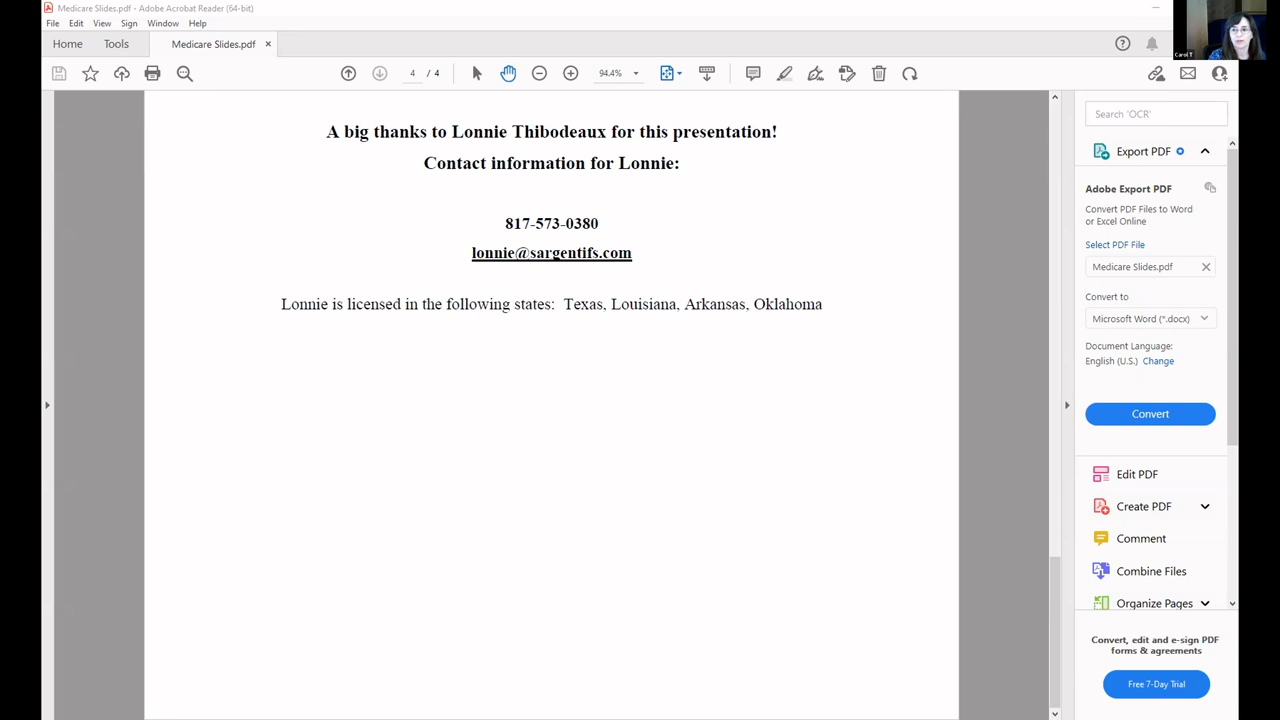 Medicare Slides.pdf - Adobe Acrobat Reader (64-bit)
File Edit View Sign Window Help
Home Tools Medicare Slides.pdf
4 / 4 94.4%
Carol T
A big thanks to Lonnie Thibodeaux for this presentation!
Contact information for Lonnie:
817-573-0380
lonnie@sargentifs.com
Lonnie is licensed in the following states: Texas, Louisiana, Arkansas, Oklahoma
Search 'OCR'
Export PDF
Adobe Export PDF
Convert PDF Files to Word
or Excel Online
Select PDF File
Medicare Slides.pdf
Convert to
Microsoft Word (*.docx)
Document Language:
English (U.S.) Change
Convert
Edit PDF
Create PDF
Comment
Combine Files
Organize Pages
Convert, edit and e-sign PDF
forms & agreements
Free 7-Day Trial